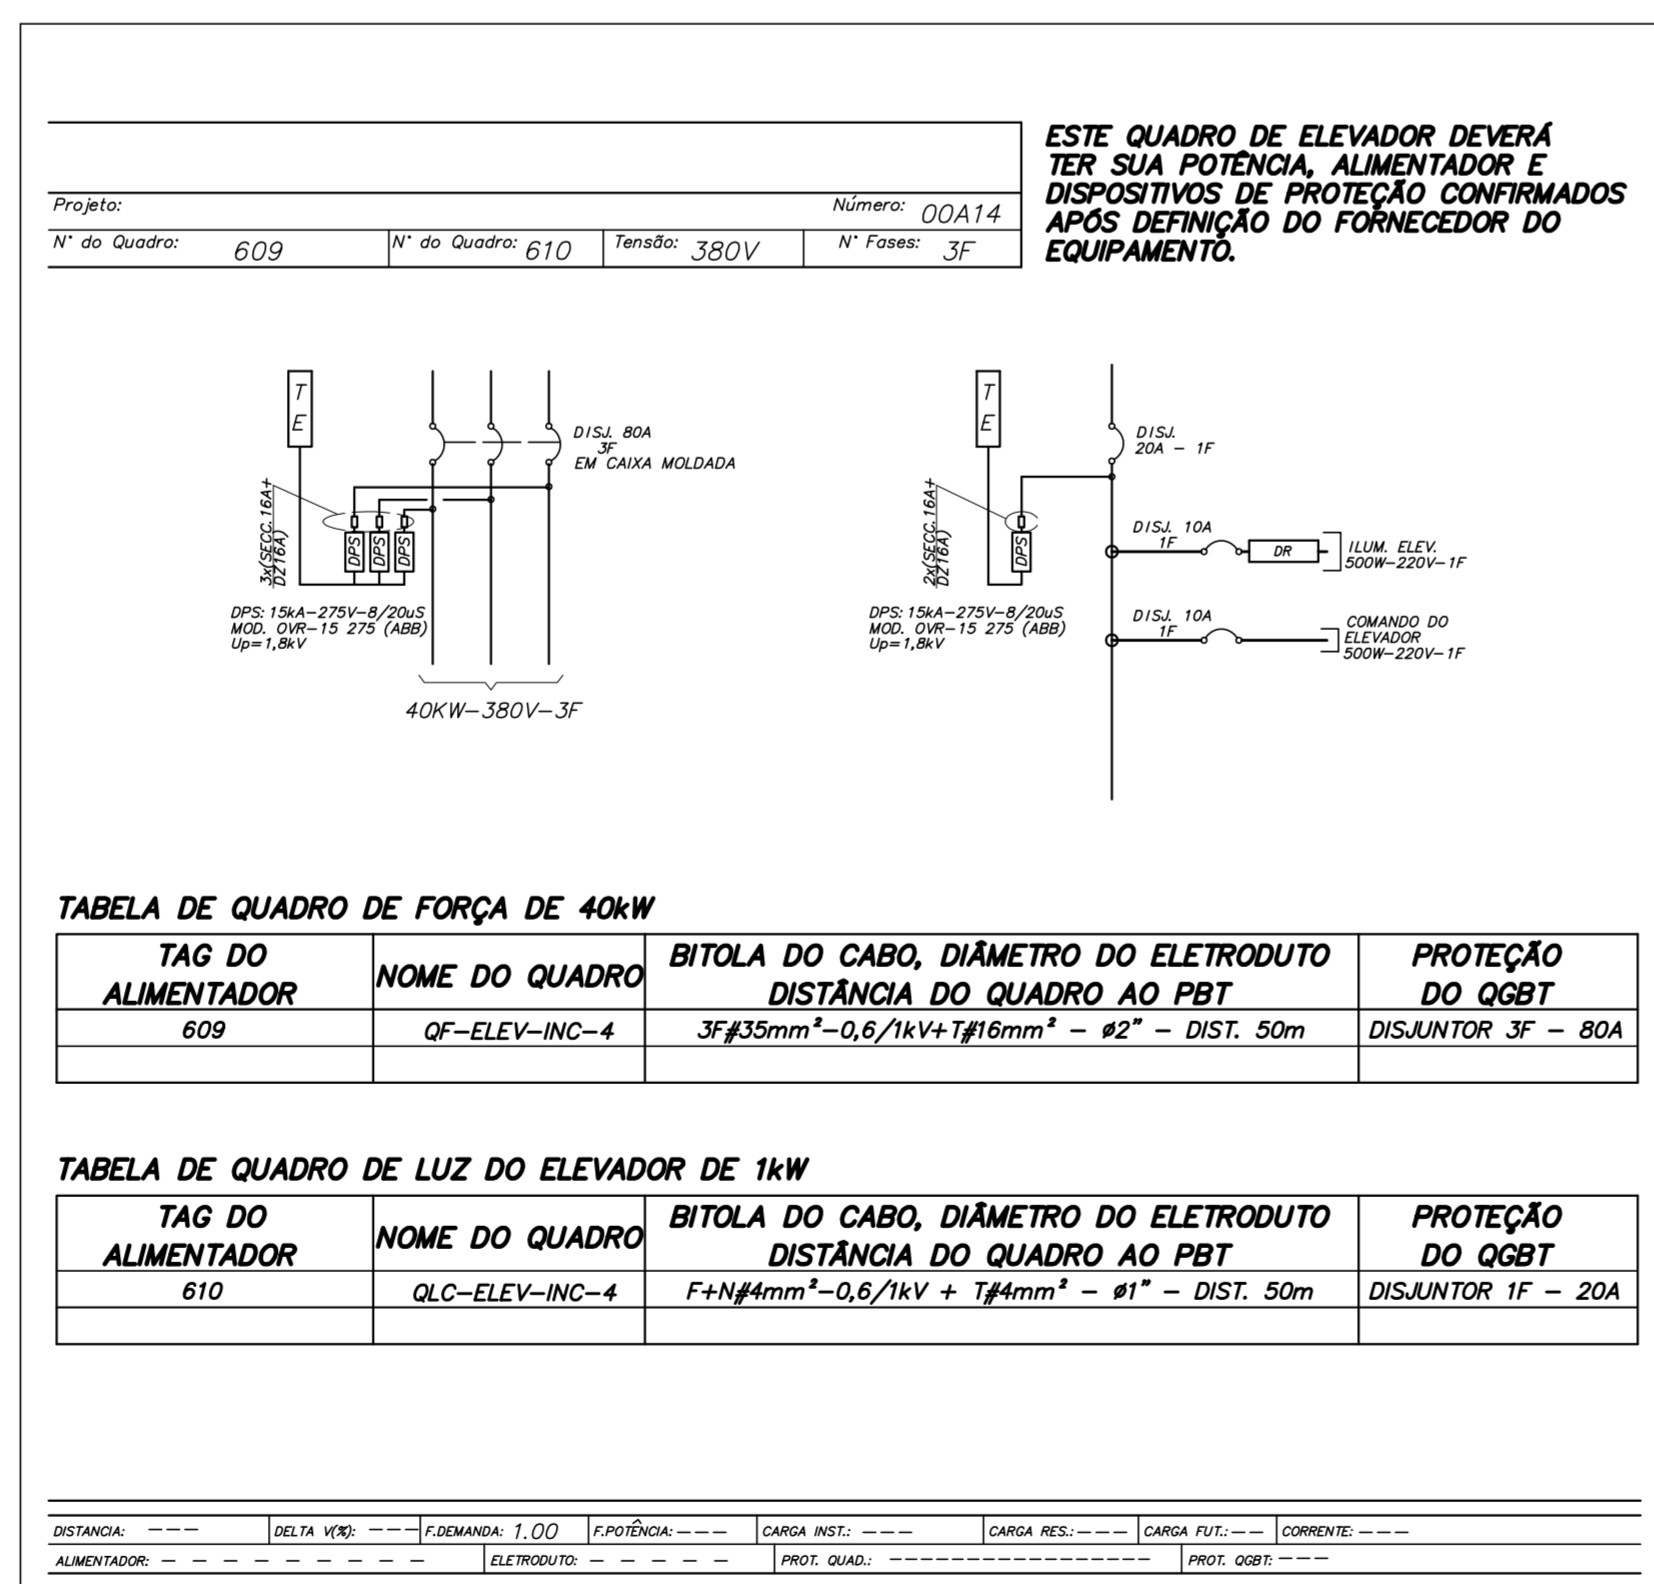 ESTE QUADRO DE ELEVADOR DEVERÁ
TER SUA POTÊNCIA, ALIMENTADOR E
DISPOSITIVOS DE PROTEÇÃO CONFIRMADOS
APÓS DEFINIÇÃO DO FORNECEDOR DO
EQUIPAMENTO.
Projeto: Número: 00A14
N° do Quadro: 609 N° do Quadro: 610 Tensão: 380V N° Fases: 3F
T
E
DISJ. 80A
3F
EM CAIXA MOLDADA
3x(SECC.16A+
DZ16A)
DPS DPS DPS
DPS: 15kA-275V-8/20uS
MOD. OVR-15 275 (ABB)
Up=1,8kV
40KW-380V-3F
T
E
DISJ.
20A - 1F
2x(SECC.16A+
DZ16A)
DPS
DPS: 15kA-275V-8/20uS
MOD. OVR-15 275 (ABB)
Up=1,8kV
DISJ. 10A
1F
DR
ILUM. ELEV.
500W-220V-1F
DISJ. 10A
1F
COMANDO DO
ELEVADOR
500W-220V-1F
TABELA DE QUADRO DE FORÇA DE 40kW
TAG DO
ALIMENTADOR
NOME DO QUADRO
BITOLA DO CABO, DIÂMETRO DO ELETRODUTO
DISTÂNCIA DO QUADRO AO PBT
PROTEÇÃO
DO QGBT
609 QF-ELEV-INC-4 3F#35mm²-0,6/1kV+T#16mm² - ø2" - DIST. 50m DISJUNTOR 3F - 80A
TABELA DE QUADRO DE LUZ DO ELEVADOR DE 1kW
TAG DO
ALIMENTADOR
NOME DO QUADRO
BITOLA DO CABO, DIÂMETRO DO ELETRODUTO
DISTÂNCIA DO QUADRO AO PBT
PROTEÇÃO
DO QGBT
610 QLC-ELEV-INC-4 F+N#4mm²-0,6/1kV + T#4mm² - ø1" - DIST. 50m DISJUNTOR 1F - 20A
DISTANCIA: --- DELTA V(%): --- F.DEMANDA: 1.00 F.POTÊNCIA: --- CARGA INST.: --- CARGA RES.: --- CARGA FUT.: -- CORRENTE: ---
ALIMENTADOR: - - - - - - - - - ELETRODUTO: - - - - - PROT. QUAD.: ----------------- PROT. QGBT: ---